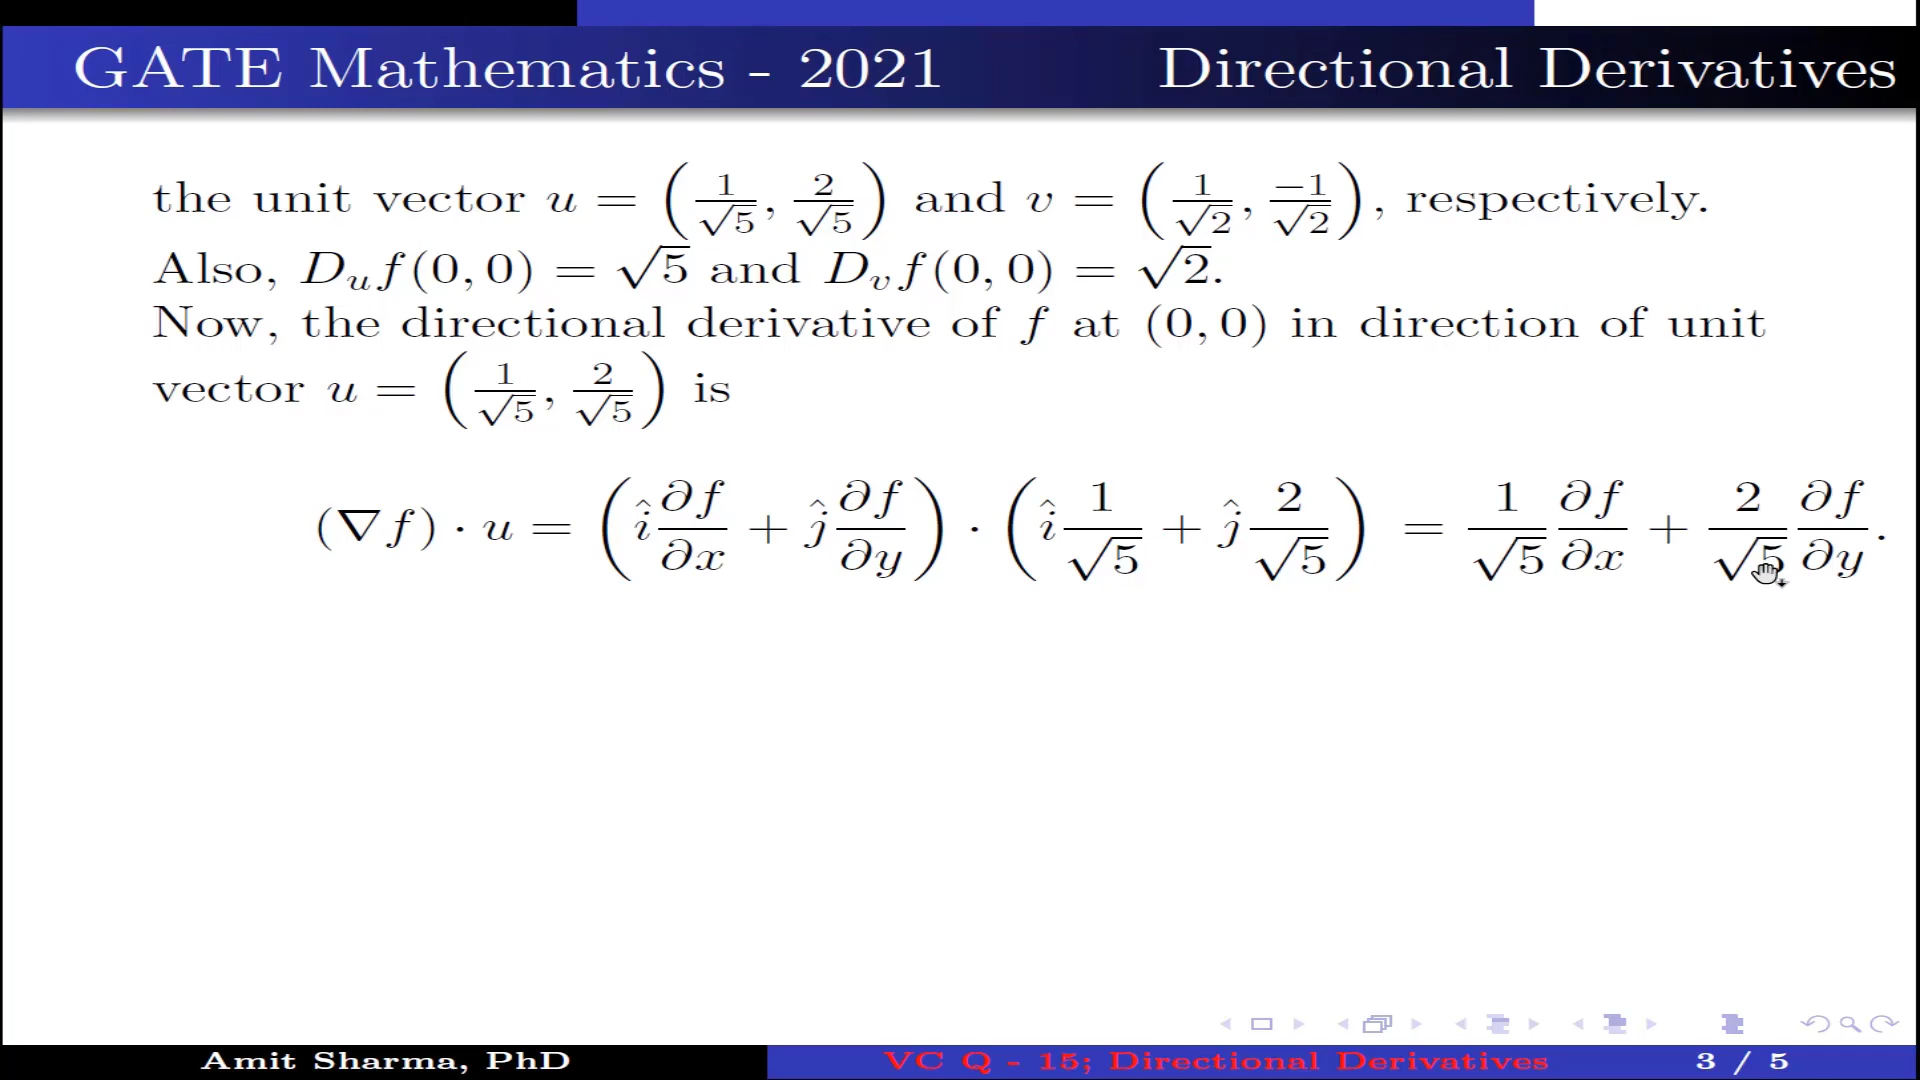 GATE Mathematics - 2021 Directional Derivatives
the unit vector u = (1/√5, 2/√5) and v = (1/√2, −1/√2), respectively.
Also, D_u f(0, 0) = √5 and D_v f(0, 0) = √2.
Now, the directional derivative of f at (0, 0) in direction of unit
vector u = (1/√5, 2/√5) is
(∇f) · u = (î ∂f/∂x + ĵ ∂f/∂y) · (î 1/√5 + ĵ 2/√5) = 1/√5 ∂f/∂x + 2/√5 ∂f/∂y.
Amit Sharma, PhD VC Q - 15; Directional Derivatives 3 / 5